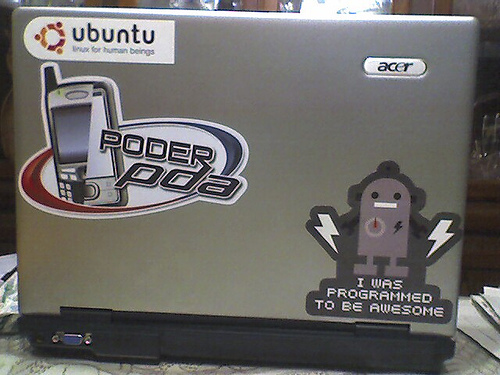 ubuntu
linux for human beings
acer
PODER
pda
I WAS
PROGRAMMED
TO BE AWESOME